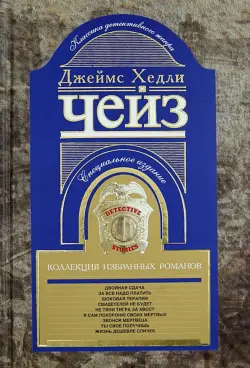 Классика детективного жанра
Джеймс Хедли
Чейз
Специальное издание
DETECTIVE
STORIES
КОЛЛЕКЦИЯ ИЗБРАННЫХ РОМАНОВ
ДВОЙНАЯ СДАЧА
ЗА ВСЕ НАДО ПЛАТИТЬ
ШОКОВАЯ ТЕРАПИЯ
СВИДЕТЕЛЕЙ НЕ БУДЕТ
НЕ ТЯНИ ТИГРА ЗА ХВОСТ
Я САМ ПОХОРОНЮ СВОИХ МЕРТВЫХ
ЗВОНОК МЕРТВЕЦА
ТЫ СВОЕ ПОЛУЧИШЬ
ЖИЗНЬ ДЕШЕВЛЕ СПИЧЕК